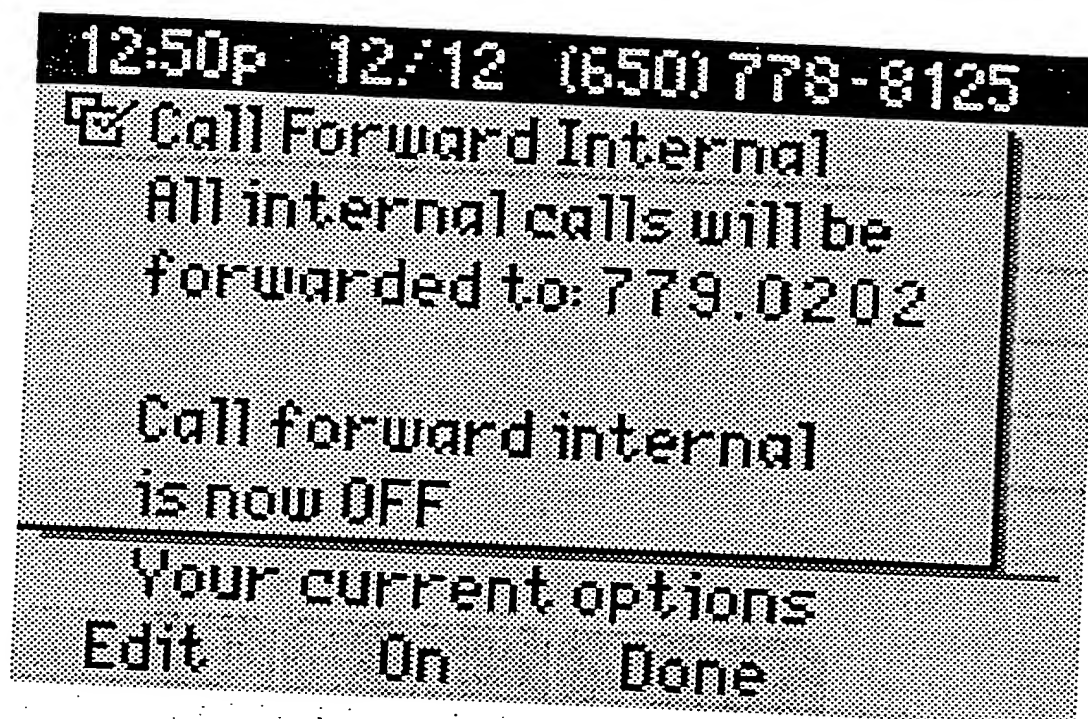 12:50p 12/12 (650) 778-8125
Call Forward Internal
All internal calls will be
forwarded to: 779.0202
Call forward internal
is now OFF
Your current options
Edit On Done